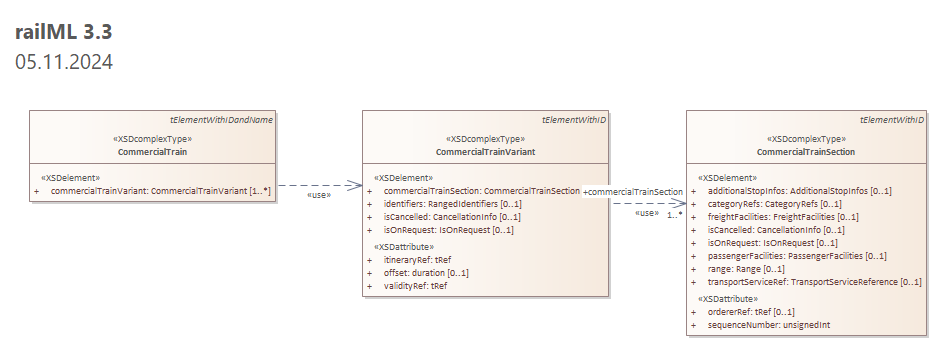 railML 3.3
05.11.2024
tElementWithIDandName
«XSDcomplexType»
CommercialTrain
«XSDelement»
+ commercialTrainVariant: CommercialTrainVariant [1..*]
«use»
tElementWithID
«XSDcomplexType»
CommercialTrainVariant
«XSDelement»
+ commercialTrainSection: CommercialTrainSection
+ identifiers: RangedIdentifiers [0..1]
+ isCancelled: CancellationInfo [0..1]
+ isOnRequest: IsOnRequest [0..1]
«XSDattribute»
+ itineraryRef: tRef
+ offset: duration [0..1]
+ validityRef: tRef
+commercialTrainSection
«use» 1..*
tElementWithID
«XSDcomplexType»
CommercialTrainSection
«XSDelement»
+ additionalStopInfos: AdditionalStopInfos [0..1]
+ categoryRefs: CategoryRefs [0..1]
+ freightFacilities: FreightFacilities [0..1]
+ isCancelled: CancellationInfo [0..1]
+ isOnRequest: IsOnRequest [0..1]
+ passengerFacilities: PassengerFacilities [0..1]
+ range: Range [0..1]
+ transportServiceRef: TransportServiceReference [0..1]
«XSDattribute»
+ ordererRef: tRef [0..1]
+ sequenceNumber: unsignedInt